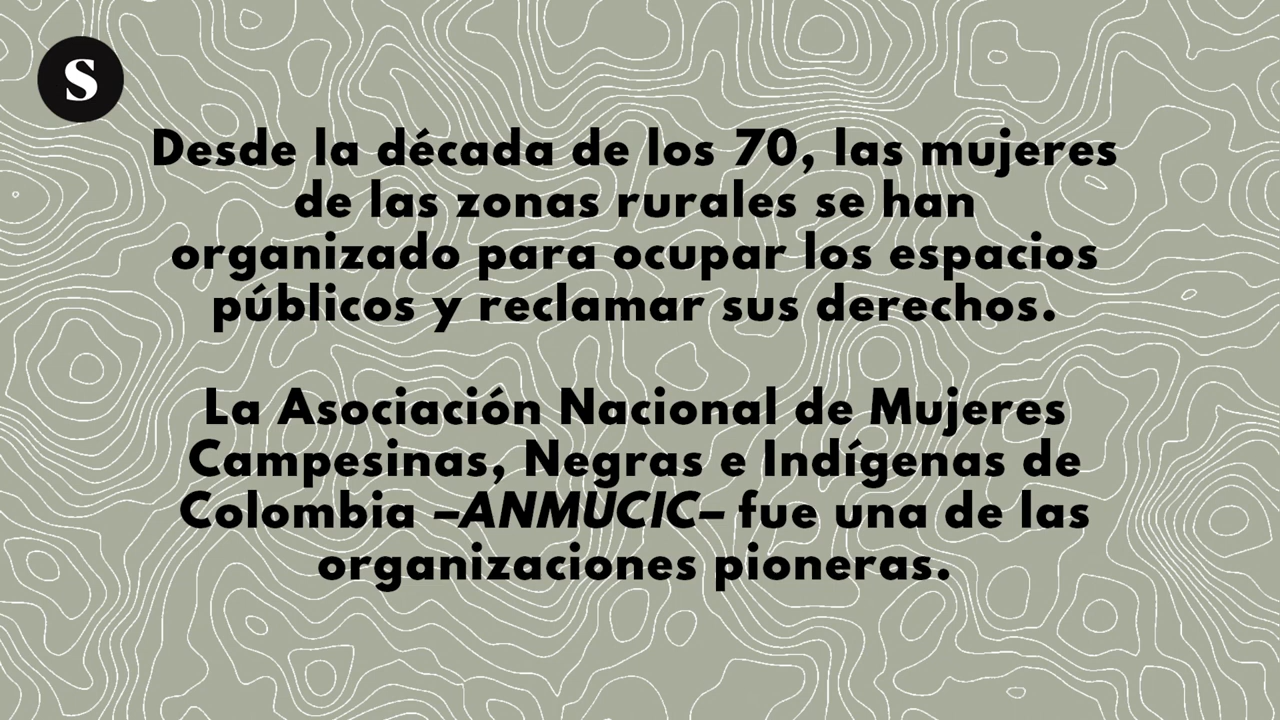 S
Desde la década de los 70, las mujeres
de las zonas rurales se han
organizado para ocupar los espacios
públicos y reclamar sus derechos.
La Asociación Nacional de Mujeres
Campesinas, Negras e Indígenas de
Colombia –ANMUCIC– fue una de las
organizaciones pioneras.